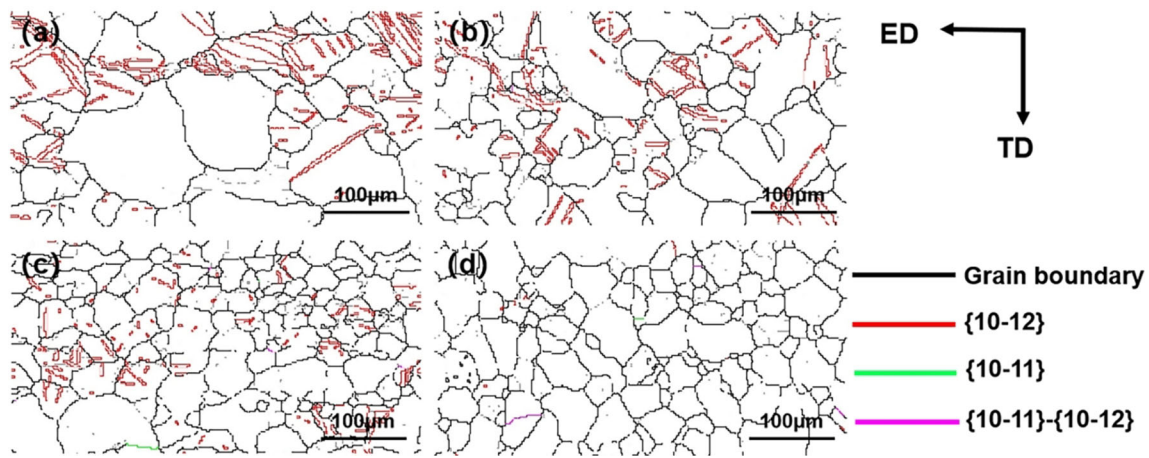 (a)
(b)
ED
TD
100μm
100μm
(c)
(d)
Grain boundary
{10-12}
{10-11}
{10-11}-{10-12}
100μm
100μm